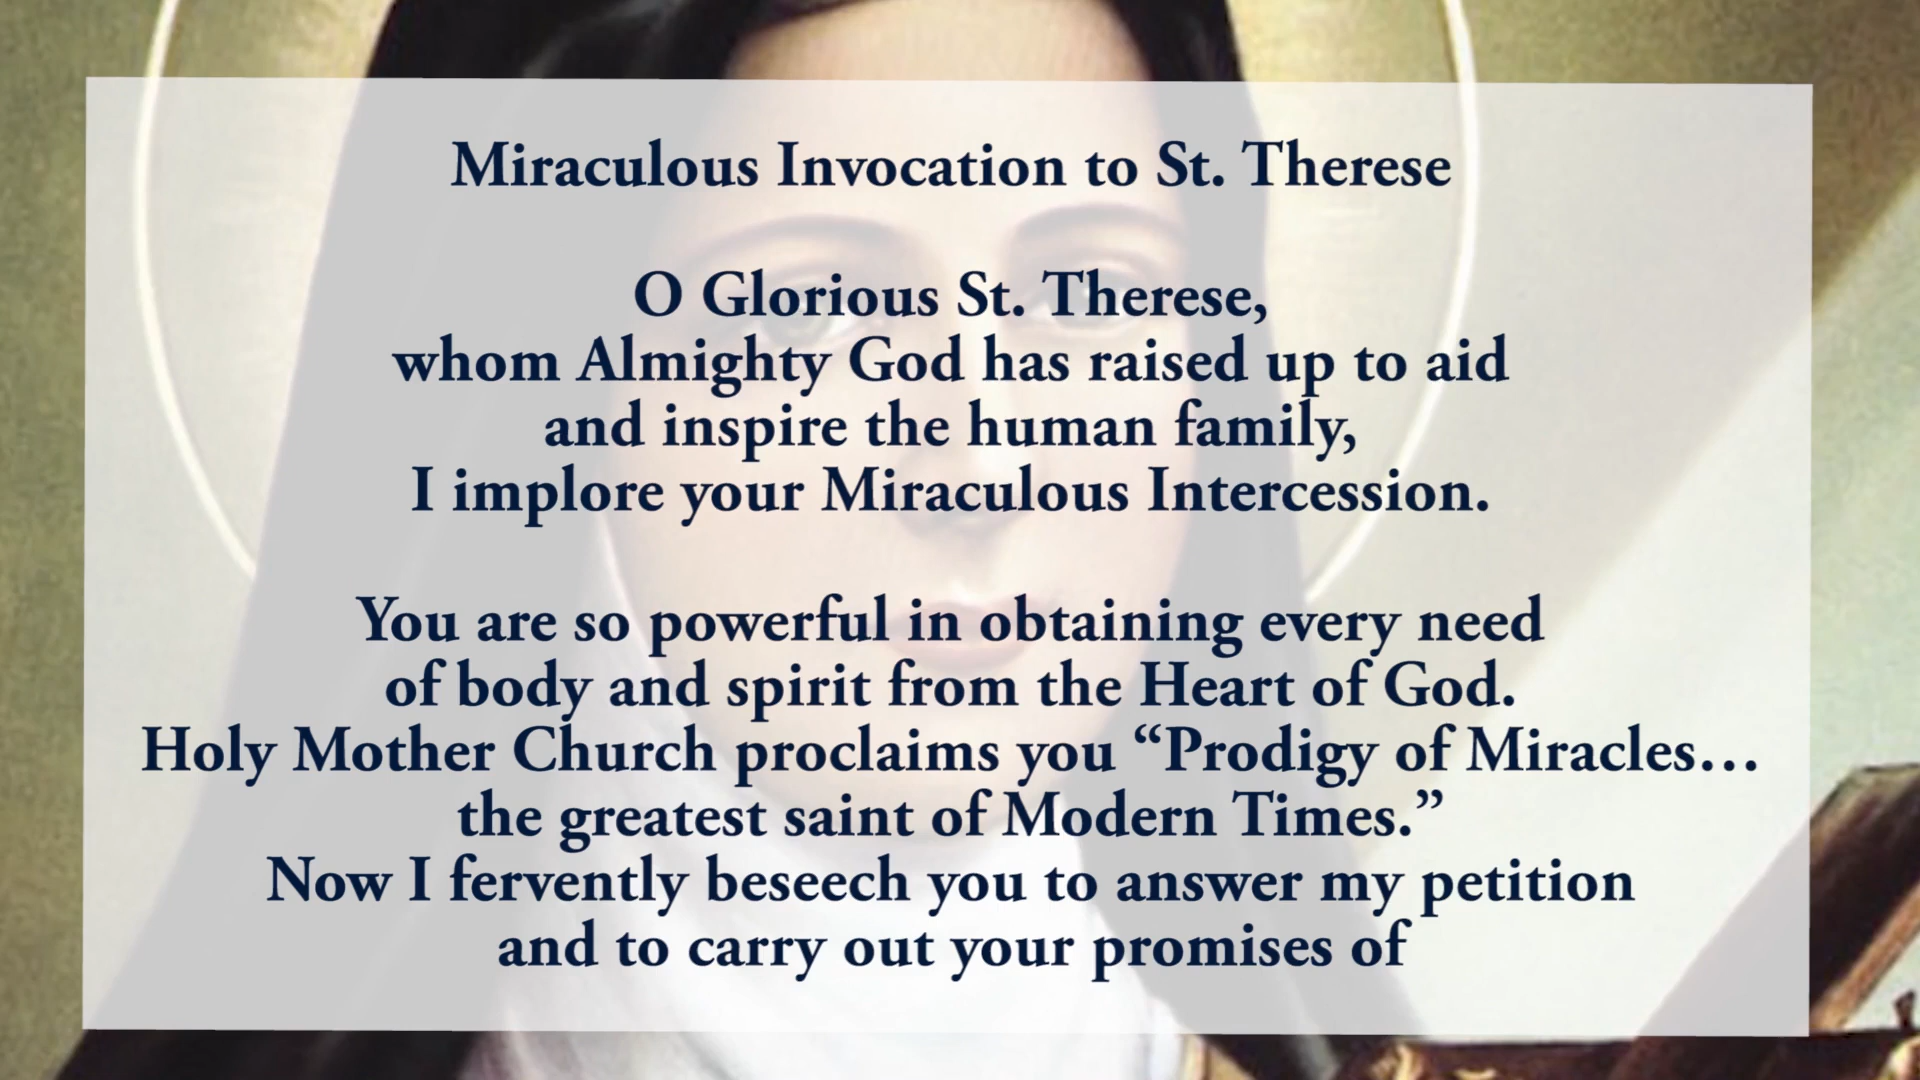 Miraculous Invocation to St. Therese
O Glorious St. Therese,
whom Almighty God has raised up to aid
and inspire the human family,
I implore your Miraculous Intercession.
You are so powerful in obtaining every need
of body and spirit from the Heart of God.
Holy Mother Church proclaims you “Prodigy of Miracles…
the greatest saint of Modern Times.”
Now I fervently beseech you to answer my petition
and to carry out your promises of